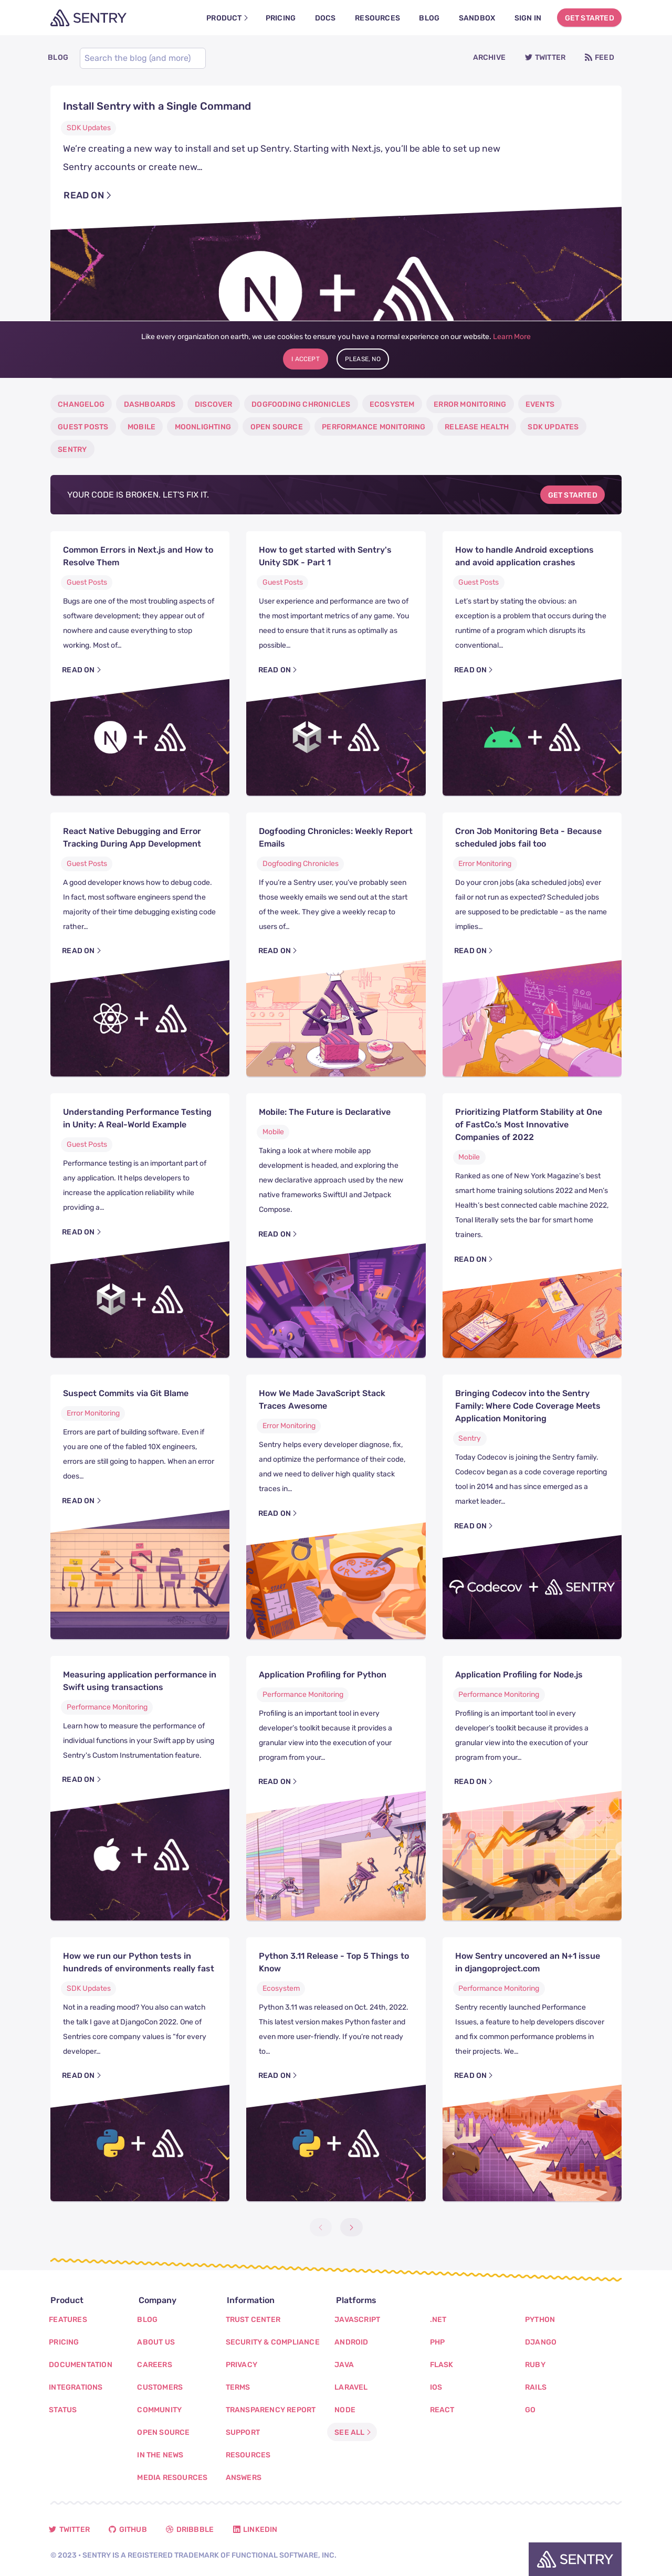 SENTRY
PRODUCT
PRICING
DOCS
RESOURCES
BLOG
SANDBOX
SIGN IN
GET STARTED
BLOG
Search the blog (and more)
ARCHIVE
TWITTER
FEED
Install Sentry with a Single Command
SDK Updates
We're creating a new way to install and set up Sentry. Starting with Next.js, you'll be able to set up new
Sentry accounts or create new…
READ ON
Like every organization on earth, we use cookies to ensure you have a normal experience on our website. Learn More
I ACCEPT
PLEASE, NO
CHANGELOG
DASHBOARDS
DISCOVER
DOGFOODING CHRONICLES
ECOSYSTEM
ERROR MONITORING
EVENTS
GUEST POSTS
MOBILE
MOONLIGHTING
OPEN SOURCE
PERFORMANCE MONITORING
RELEASE HEALTH
SDK UPDATES
SENTRY
YOUR CODE IS BROKEN. LET'S FIX IT.
GET STARTED
Common Errors in Next.js and How to
Resolve Them
Guest Posts
Bugs are one of the most troubling aspects of
software development; they appear out of
nowhere and cause everything to stop
working. Most of…
READ ON
How to get started with Sentry's
Unity SDK - Part 1
Guest Posts
User experience and performance are two of
the most important metrics of any game. You
need to ensure that it runs as optimally as
possible…
READ ON
How to handle Android exceptions
and avoid application crashes
Guest Posts
Let's start by stating the obvious: an
exception is a problem that occurs during the
runtime of a program which disrupts its
conventional…
READ ON
React Native Debugging and Error
Tracking During App Development
Guest Posts
A good developer knows how to debug code.
In fact, most software engineers spend the
majority of their time debugging existing code
rather…
READ ON
Dogfooding Chronicles: Weekly Report
Emails
Dogfooding Chronicles
If you're a Sentry user, you've probably seen
those weekly emails we send out at the start
of the week. They give a weekly recap to
users of…
READ ON
Cron Job Monitoring Beta - Because
scheduled jobs fail too
Error Monitoring
Do your cron jobs (aka scheduled jobs) ever
fail or not run as expected? Scheduled jobs
are supposed to be predictable – as the name
implies…
READ ON
Understanding Performance Testing
in Unity: A Real-World Example
Guest Posts
Performance testing is an important part of
any application. It helps developers to
increase the application reliability while
providing a…
READ ON
Mobile: The Future is Declarative
Mobile
Taking a look at where mobile app
development is headed, and exploring the
new declarative approach used by the new
native frameworks SwiftUI and Jetpack
Compose.
READ ON
Prioritizing Platform Stability at One
of FastCo.'s Most Innovative
Companies of 2022
Mobile
Ranked as one of New York Magazine's best
smart home training solutions 2022 and Men's
Health's best connected cable machine 2022,
Tonal literally sets the bar for smart home
trainers.
READ ON
Suspect Commits via Git Blame
Error Monitoring
Errors are part of building software. Even if
you are one of the fabled 10X engineers,
errors are still going to happen. When an error
does…
READ ON
How We Made JavaScript Stack
Traces Awesome
Error Monitoring
Sentry helps every developer diagnose, fix,
and optimize the performance of their code,
and we need to deliver high quality stack
traces in…
READ ON
Bringing Codecov into the Sentry
Family: Where Code Coverage Meets
Application Monitoring
Sentry
Today Codecov is joining the Sentry family.
Codecov began as a code coverage reporting
tool in 2014 and has since emerged as a
market leader…
READ ON
Codecov + SENTRY
Measuring application performance in
Swift using transactions
Performance Monitoring
Learn how to measure the performance of
individual functions in your Swift app by using
Sentry's Custom Instrumentation feature.
READ ON
Application Profiling for Python
Performance Monitoring
Profiling is an important tool in every
developer's toolkit because it provides a
granular view into the execution of your
program from your…
READ ON
Application Profiling for Node.js
Performance Monitoring
Profiling is an important tool in every
developer's toolkit because it provides a
granular view into the execution of your
program from your…
READ ON
How we run our Python tests in
hundreds of environments really fast
SDK Updates
Not in a reading mood? You also can watch
the talk I gave at DjangoCon 2022. One of
Sentries core company values is "for every
developer…
READ ON
Python 3.11 Release - Top 5 Things to
Know
Ecosystem
Python 3.11 was released on Oct. 24th, 2022.
This latest version makes Python faster and
even more user-friendly. If you're not ready
to…
READ ON
How Sentry uncovered an N+1 issue
in djangoproject.com
Performance Monitoring
Sentry recently launched Performance
Issues, a feature to help developers discover
and fix common performance problems in
their projects. We…
READ ON
Product
FEATURES
PRICING
DOCUMENTATION
INTEGRATIONS
STATUS
Company
BLOG
ABOUT US
CAREERS
CUSTOMERS
COMMUNITY
OPEN SOURCE
IN THE NEWS
MEDIA RESOURCES
Information
TRUST CENTER
SECURITY & COMPLIANCE
PRIVACY
TERMS
TRANSPARENCY REPORT
SUPPORT
RESOURCES
ANSWERS
Platforms
JAVASCRIPT
ANDROID
JAVA
LARAVEL
NODE
SEE ALL
.NET
PHP
FLASK
IOS
REACT
PYTHON
DJANGO
RUBY
RAILS
GO
TWITTER
GITHUB
DRIBBBLE
LINKEDIN
© 2023 • SENTRY IS A REGISTERED TRADEMARK OF FUNCTIONAL SOFTWARE, INC.
SENTRY